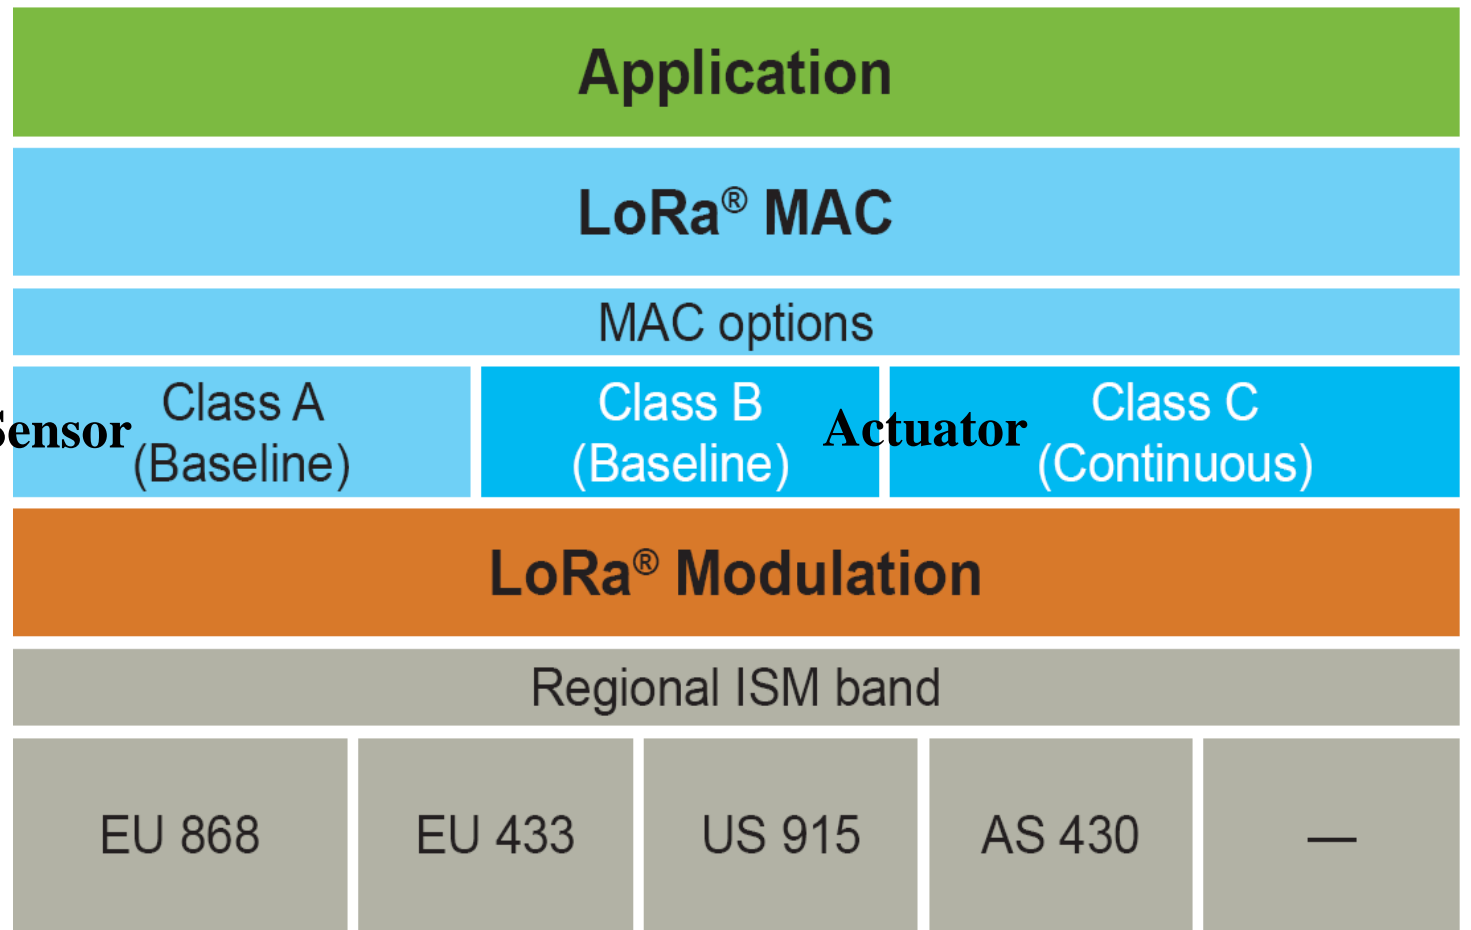 Application
LoRa® MAC
MAC options
Sensor
Class A
(Baseline)
Class B
(Baseline)
Actuator
Class C
(Continuous)
LoRa® Modulation
Regional ISM band
EU 868
EU 433
US 915
AS 430
—